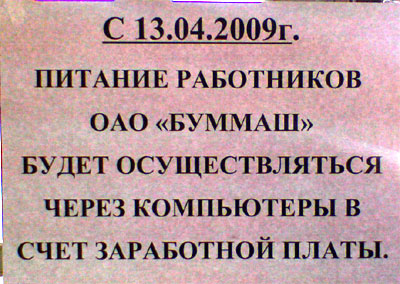 С 13.04.2009г.
ПИТАНИЕ РАБОТНИКОВ
ОАО «БУММАШ»
БУДЕТ ОСУЩЕСТВЛЯТЬСЯ
ЧЕРЕЗ КОМПЬЮТЕРЫ В
СЧЕТ ЗАРАБОТНОЙ ПЛАТЫ.